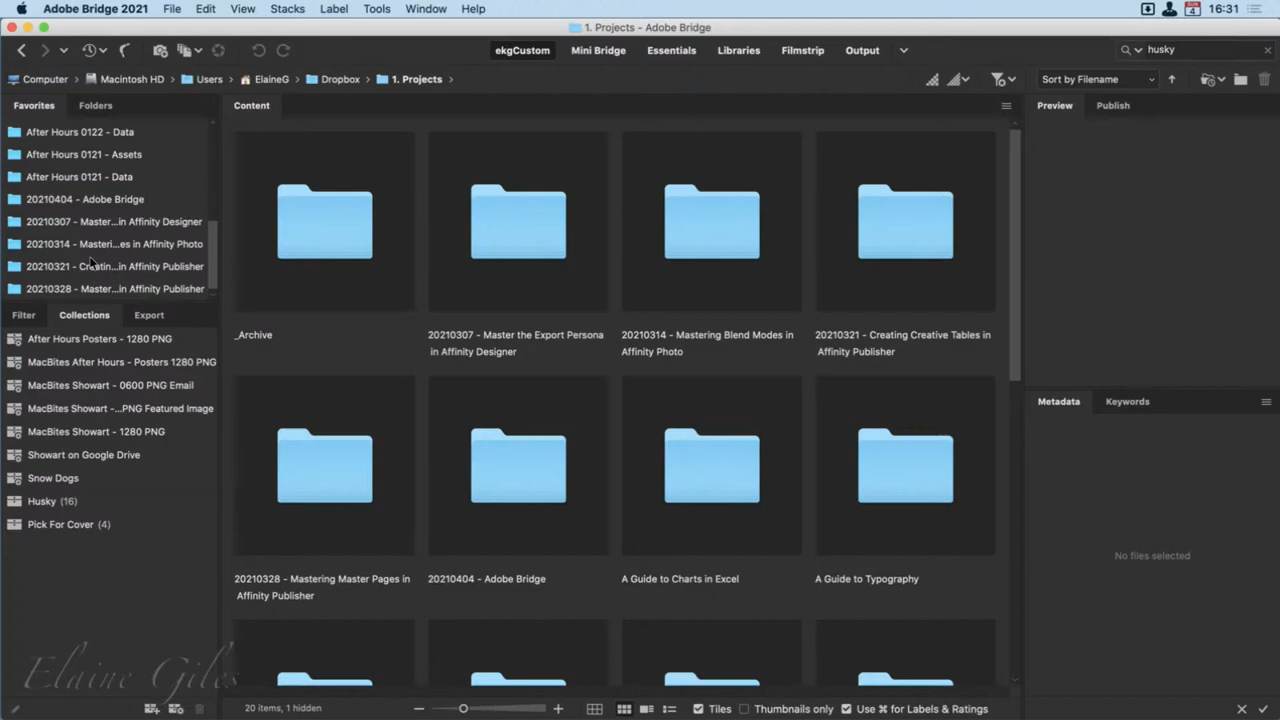 Adobe Bridge 2021 File Edit View Stacks Label Tools Window Help SUN 4 16:31
1. Projects – Adobe Bridge
ekgCustom Mini Bridge Essentials Libraries Filmstrip Output husky
Computer Macintosh HD Users ElaineG Dropbox 1. Projects Sort by Filename
Favorites Folders
After Hours 0122 - Data
After Hours 0121 - Assets
After Hours 0121 - Data
20210404 - Adobe Bridge
20210307 - Master...in Affinity Designer
20210314 - Masteri...es in Affinity Photo
20210321 - Creatin...in Affinity Publisher
20210328 - Master...in Affinity Publisher
Filter Collections Export
After Hours Posters - 1280 PNG
MacBites After Hours - Posters 1280 PNG
MacBites Showart - 0600 PNG Email
MacBites Showart -...PNG Featured Image
MacBites Showart - 1280 PNG
Showart on Google Drive
Snow Dogs
Husky (16)
Pick For Cover (4)
Elaine Giles
Content
_Archive
20210307 - Master the Export Persona
in Affinity Designer
20210314 - Mastering Blend Modes in
Affinity Photo
20210321 - Creating Creative Tables in
Affinity Publisher
20210328 - Mastering Master Pages in
Affinity Publisher
20210404 - Adobe Bridge
A Guide to Charts in Excel
A Guide to Typography
20 items, 1 hidden Tiles Thumbnails only Use ⌘ for Labels & Ratings
Preview Publish
Metadata Keywords
No files selected